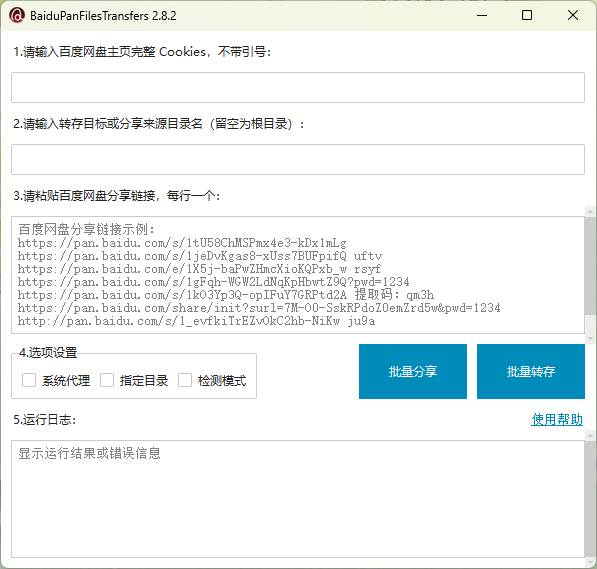 BaiduPanFilesTransfers 2.8.2
1.请输入百度网盘主页完整 Cookies，不带引号：
2.请输入转存目标或分享来源目录名（留空为根目录）：
3.请粘贴百度网盘分享链接，每行一个：
百度网盘分享链接示例：
https://pan.baidu.com/s/1tU58ChMSPmx4e3-kDx1mLg
https://pan.baidu.com/s/1jeDvKgas8-xUss7BUFpifQ uftv
https://pan.baidu.com/e/1X5j-baPwZHmcXioKQPxb_w rsyf
https://pan.baidu.com/s/1gFqh-WGW2LdNqKpHbwtZ9Q?pwd=1234
https://pan.baidu.com/s/1kO3Yp3Q-opIFuY7GRPtd2A 提取码：qm3h
https://pan.baidu.com/share/init?surl=7M-O0-SskRPdoZ0emZrd5w&pwd=1234
http://pan.baidu.com/s/1_evfkiTrEZvOkC2hb-NiKw ju9a
4.选项设置
系统代理 指定目录 检测模式
批量分享 批量转存
5.运行日志： 使用帮助
显示运行结果或错误信息